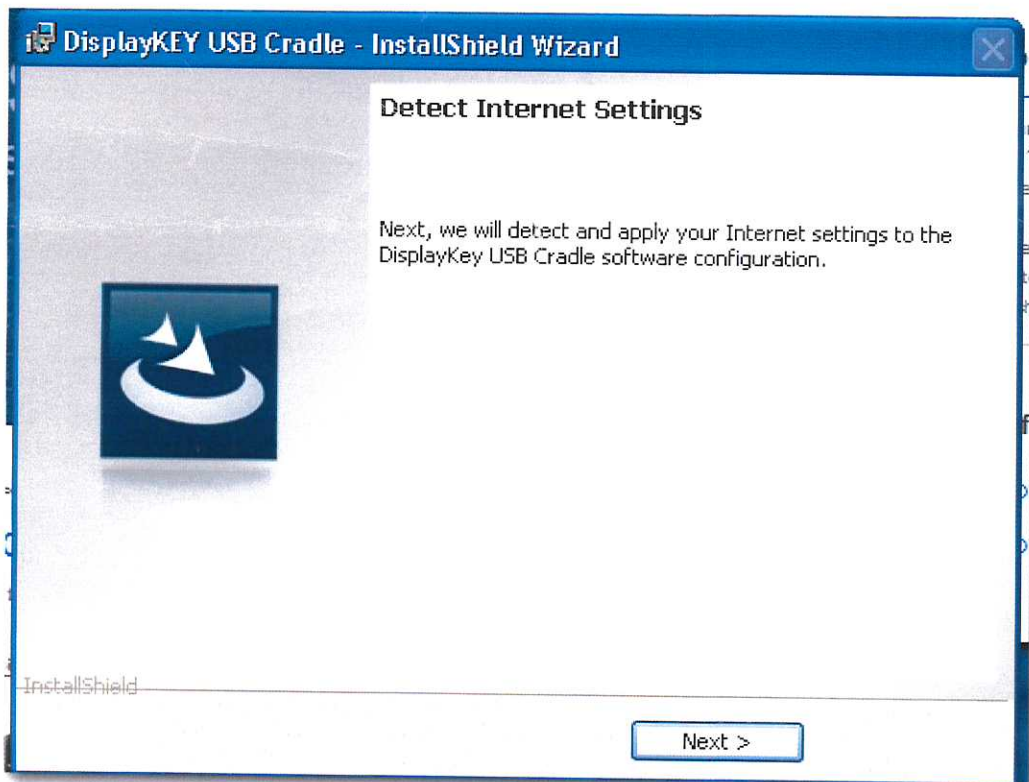 DisplayKEY USB Cradle - InstallShield Wizard
Detect Internet Settings
Next, we will detect and apply your Internet settings to the
DisplayKey USB Cradle software configuration.
InstallShield
Next >